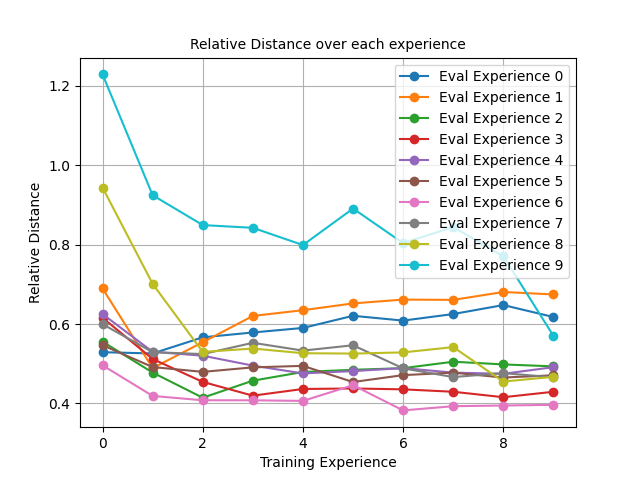 Relative Distance over each experience
Relative Distance
1.2
1.0
0.8
0.6
0.4
Eval Experience 0
Eval Experience 1
Eval Experience 2
Eval Experience 3
Eval Experience 4
Eval Experience 5
Eval Experience 6
Eval Experience 7
Eval Experience 8
Eval Experience 9
0 2 4 6 8
Training Experience